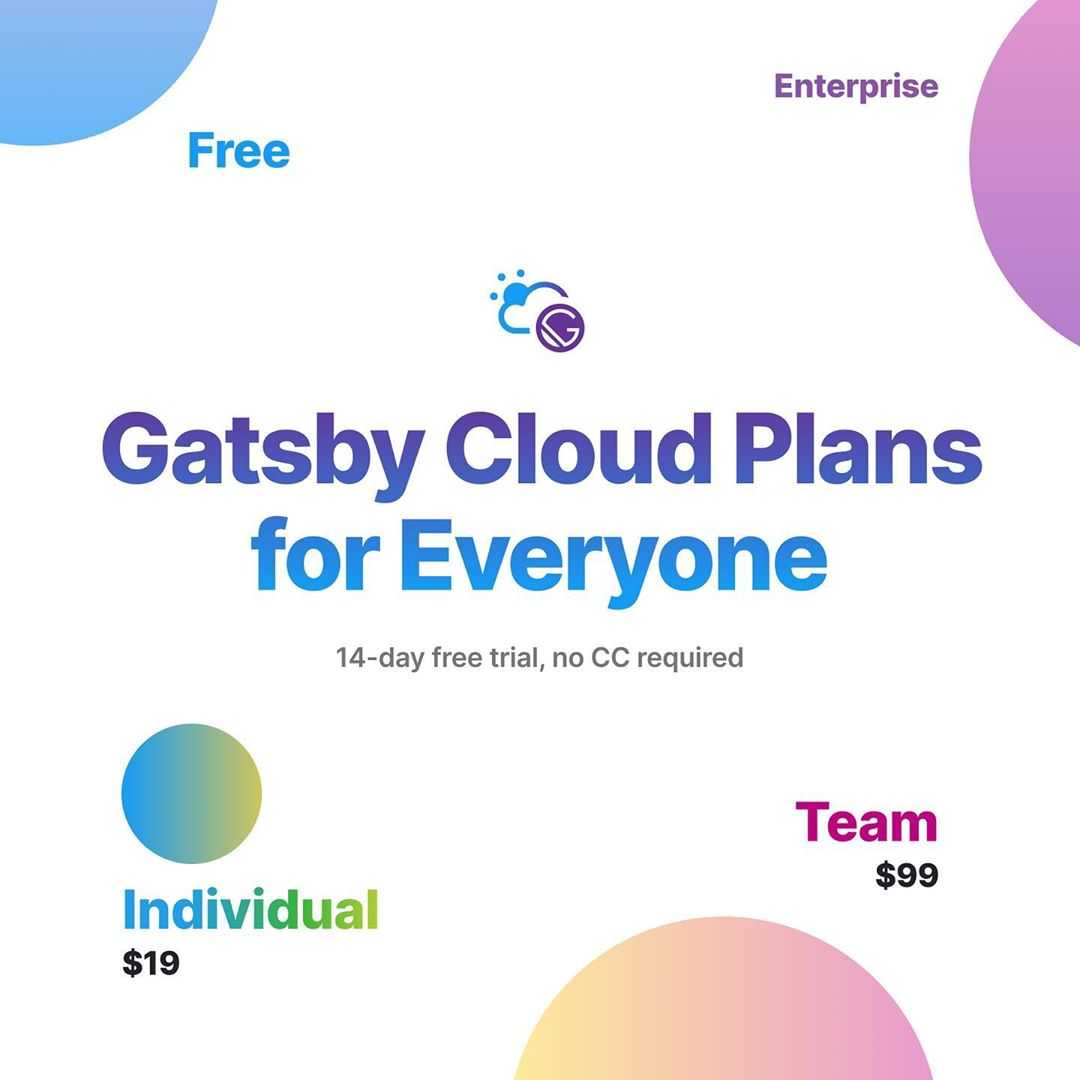 Enterprise
Free
Gatsby Cloud Plans
for Everyone
14-day free trial, no CC required
Team
$99
Individual
$19